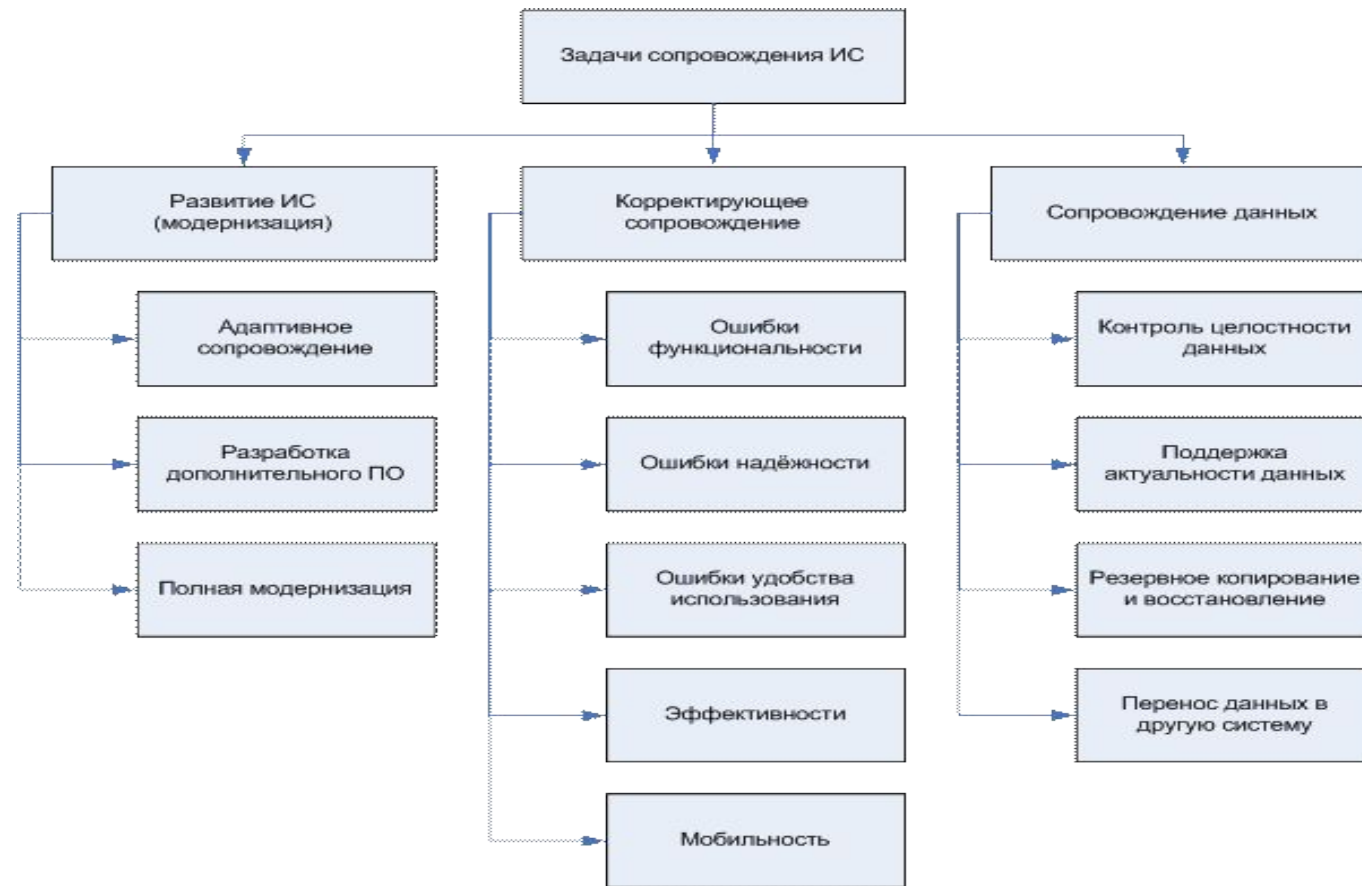 Задачи сопровождения ИС
Развитие ИС
(модернизация)
Адаптивное
сопровождение
Разработка
дополнительного ПО
Полная модернизация
Корректирующее
сопровождение
Ошибки
функциональности
Ошибки надёжности
Ошибки удобства
использования
Эффективности
Мобильность
Сопровождение данных
Контроль целостности
данных
Поддержка
актуальности данных
Резервное копирование
и восстановление
Перенос данных в
другую систему